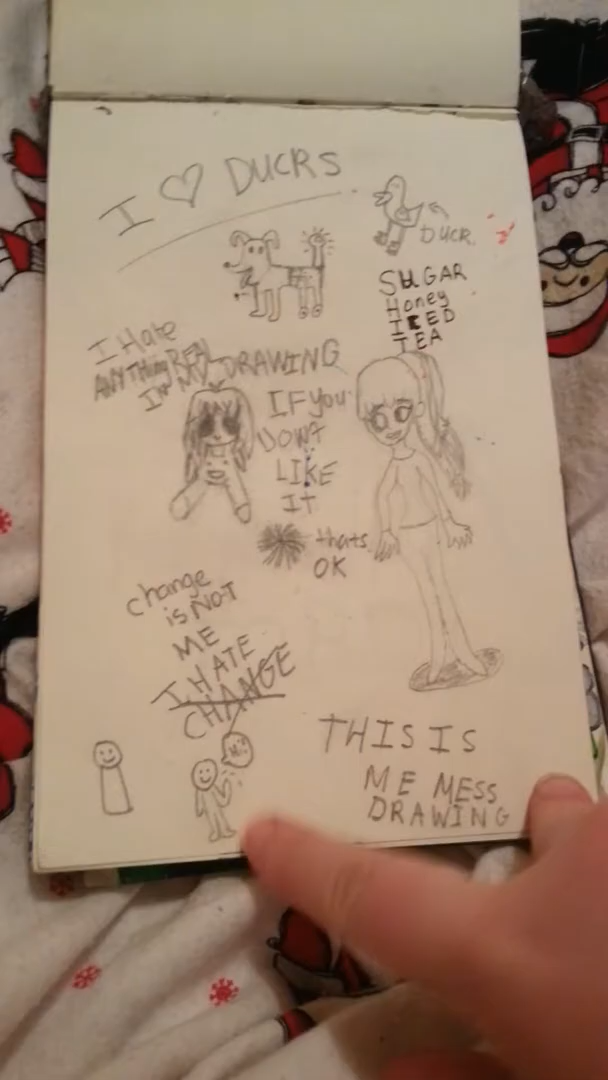 I ♡ DUCKS
DUCK
SUGAR
Honey
ICED
TEA
I Hate
ANYTHING REAL
IN MY DRAWING
IF you
DONT
LIKE
IT
thats
OK
change
is NOT
ME
I HATE
CHANGE
Hi
THIS IS
ME MESS
DRAWING